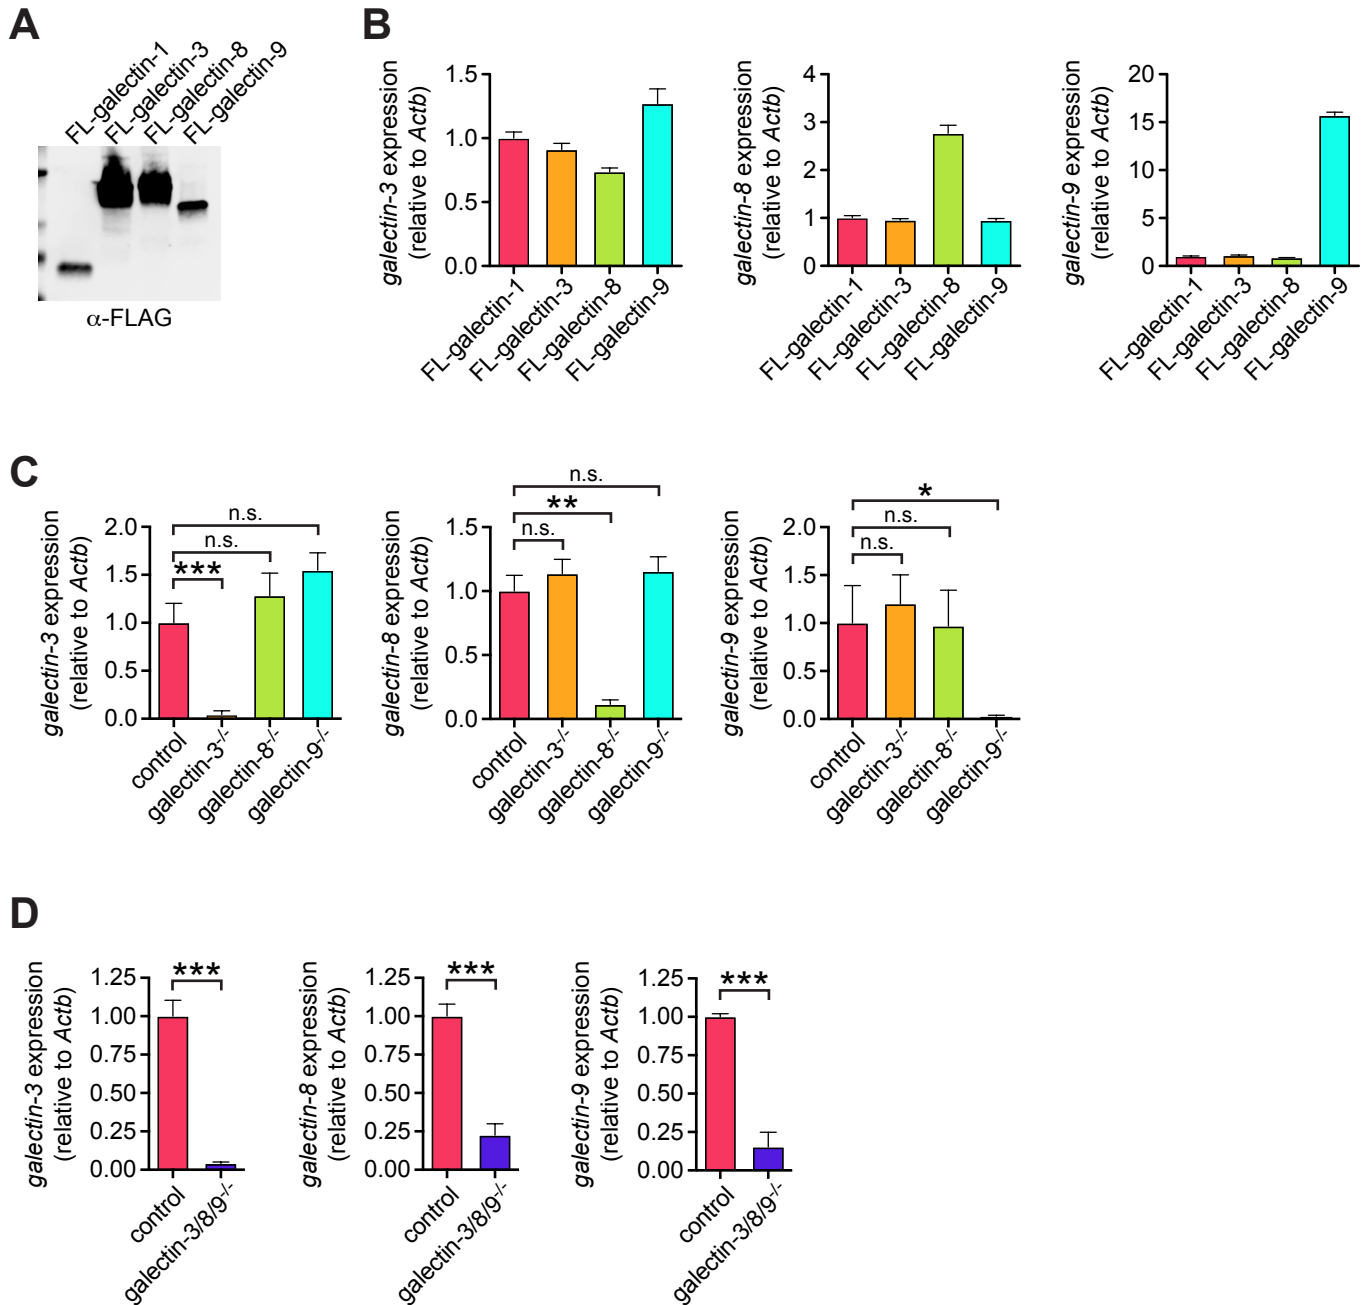 A
FL-galectin-1
FL-galectin-3
FL-galectin-8
FL-galectin-9
α-FLAG
B
galectin-3 expression
(relative to Actb)
1.5
1.0
0.5
0.0
FL-galectin-1
FL-galectin-3
FL-galectin-8
FL-galectin-9
galectin-8 expression
(relative to Actb)
4
3
2
1
0
FL-galectin-1
FL-galectin-3
FL-galectin-8
FL-galectin-9
galectin-9 expression
(relative to Actb)
20
15
10
5
0
FL-galectin-1
FL-galectin-3
FL-galectin-8
FL-galectin-9
C
galectin-3 expression
(relative to Actb)
2.0
1.5
1.0
0.5
0.0
n.s.
n.s.
***
control
galectin-3-/-
galectin-8-/-
galectin-9-/-
galectin-8 expression
(relative to Actb)
1.5
1.0
0.5
0.0
n.s.
**
n.s.
control
galectin-3-/-
galectin-8-/-
galectin-9-/-
galectin-9 expression
(relative to Actb)
2.0
1.5
1.0
0.5
0.0
*
n.s.
n.s.
control
galectin-3-/-
galectin-8-/-
galectin-9-/-
D
galectin-3 expression
(relative to Actb)
1.25
1.00
0.75
0.50
0.25
0.00
***
control
galectin-3/8/9-/-
galectin-8 expression
(relative to Actb)
1.25
1.00
0.75
0.50
0.25
0.00
***
control
galectin-3/8/9-/-
galectin-9 expression
(relative to Actb)
1.25
1.00
0.75
0.50
0.25
0.00
***
control
galectin-3/8/9-/-